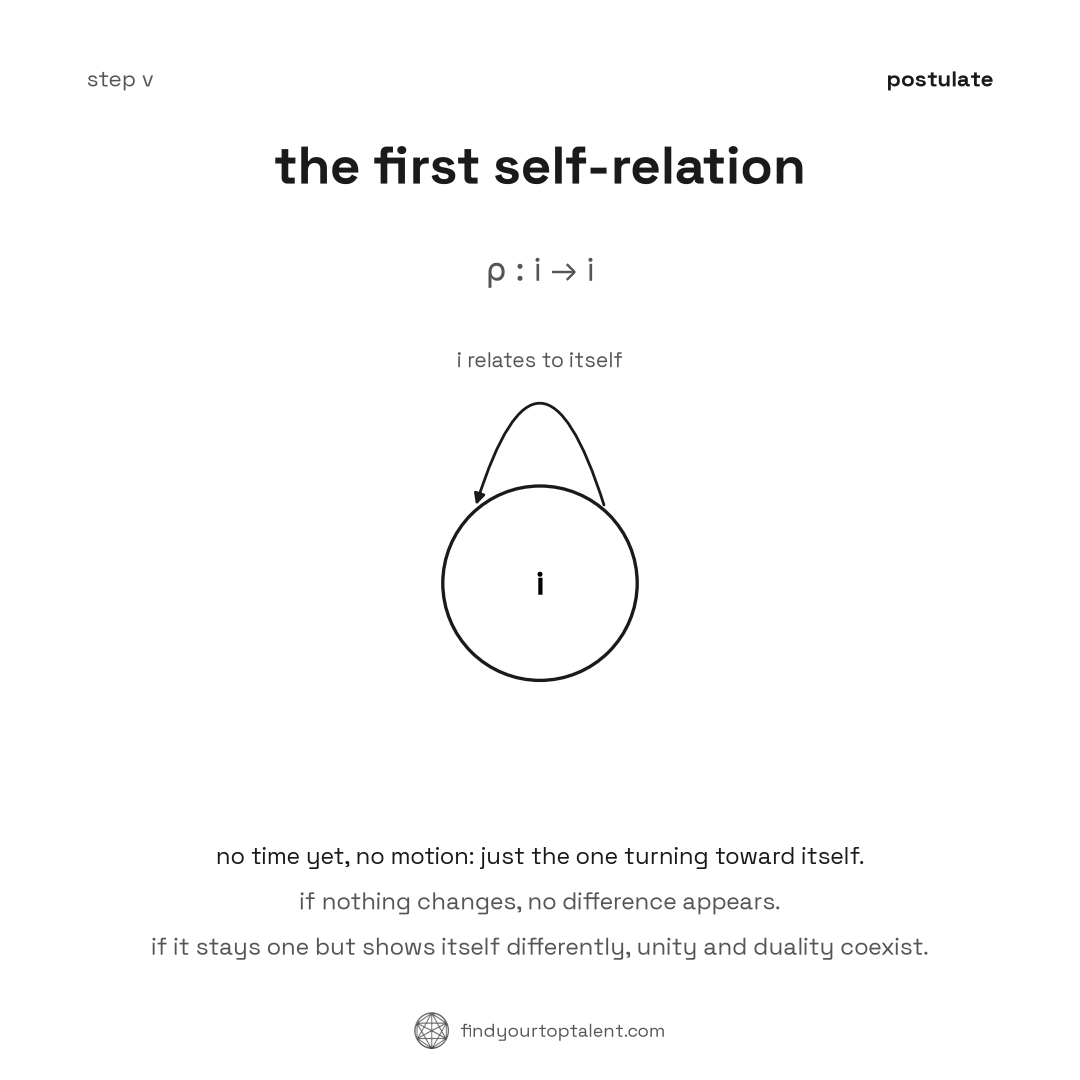 step v
postulate
the first self-relation
ρ : i → i
i relates to itself
i
no time yet, no motion: just the one turning toward itself.
if nothing changes, no difference appears.
if it stays one but shows itself differently, unity and duality coexist.
findyourtoptalent.com